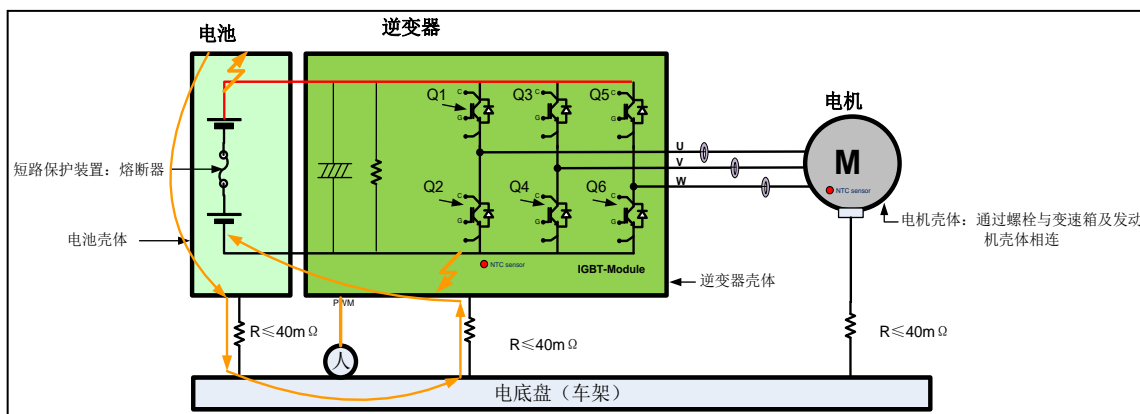 电池
逆变器
电机
Q1
Q3
Q5
C
C
C
G
G
G
U
V
W
M
NTC sensor
短路保护装置：熔断器
Q2
Q4
Q6
C
C
C
G
G
G
电机壳体：通过螺栓与变速箱及发动
机壳体相连
电池壳体
NTC sensor
IGBT-Module
逆变器壳体
PWM
R≤40mΩ
R≤40mΩ
R≤40mΩ
人
电底盘（车架）